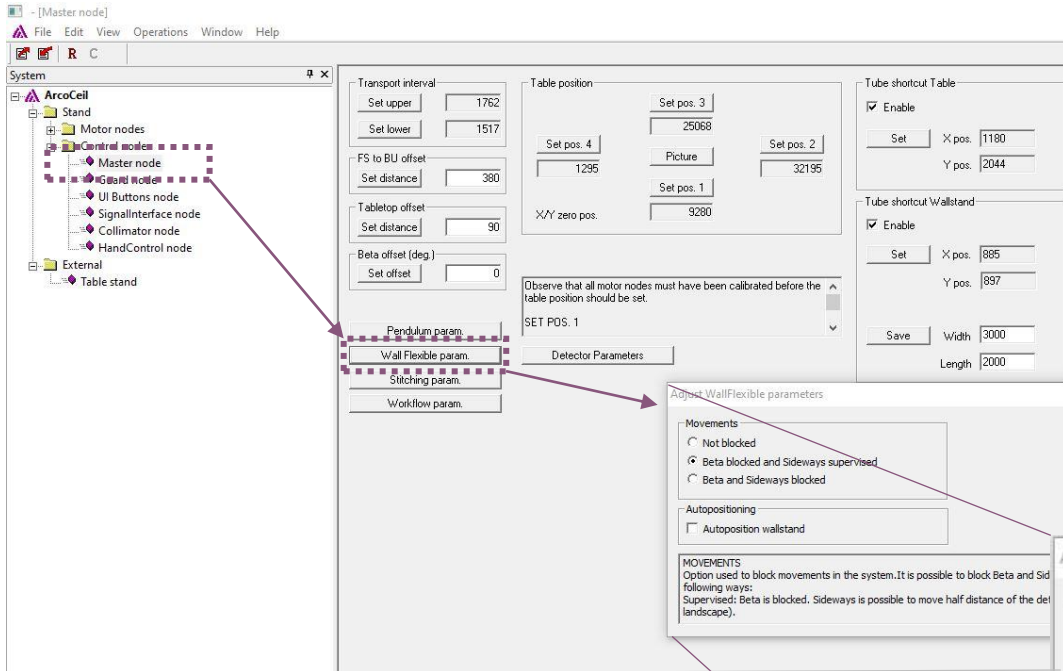 - [Master node]
File Edit View Operations Window Help
R C
System
ArcoCeil
Stand
Motor nodes
Control node
Master node
Guard node
UI Buttons node
SignalInterface node
Collimator node
HandControl node
External
Table stand
Transport interval
Set upper 1762
Set lower 1517
FS to BU offset
Set distance 380
Tabletop offset
Set distance 90
Beta offset (deg.)
Set offset 0
Pendulum param.
Wall Flexible param.
Stitching param.
Workflow param.
Table position
Set pos. 3
25068
Set pos. 4 Set pos. 2
1295 Picture 32195
Set pos. 1
X/Y zero pos. 9280
Observe that all motor nodes must have been calibrated before the
table position should be set.
SET POS. 1
Detector Parameters
Tube shortcut Table
Enable
Set X pos. 1180
Y pos. 2044
Tube shortcut Wallstand
Enable
Set X pos. 885
Y pos. 897
Save Width 3000
Length 2000
Adjust WallFlexible parameters
Movements
Not blocked
Beta blocked and Sideways supervised
Beta and Sideways blocked
Autopositioning
Autoposition wallstand
MOVEMENTS
Option used to block movements in the system.It is possible to block Beta and Sid
following ways:
Supervised: Beta is blocked. Sideways is possible to move half distance of the det
landscape).